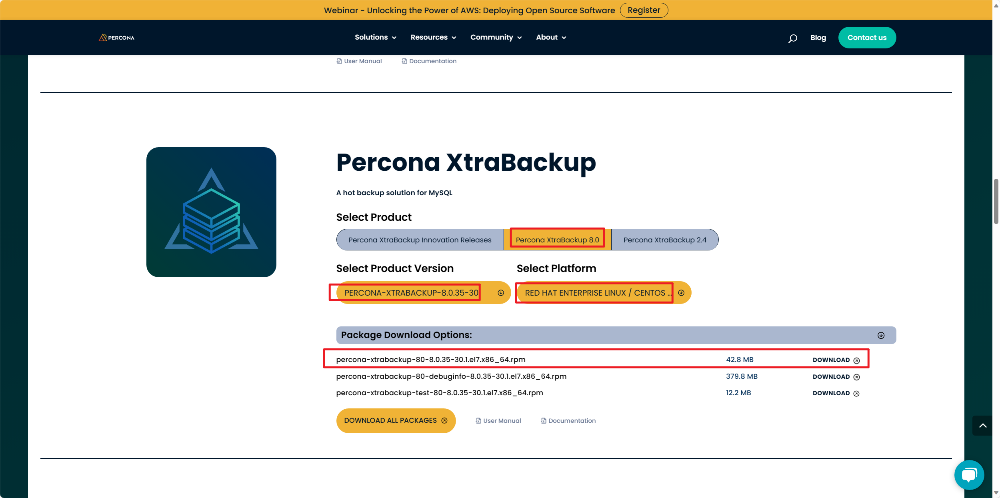 Webinar - Unlocking the Power of AWS: Deploying Open Source Software Register
PERCONA Solutions Resources Community About Blog Contact us
User Manual Documentation
Percona XtraBackup
A hot backup solution for MySQL
Select Product
Percona XtraBackup Innovation Releases Percona XtraBackup 8.0 Percona XtraBackup 2.4
Select Product Version Select Platform
PERCONA-XTRABACKUP-8.0.35-30 RED HAT ENTERPRISE LINUX / CENTOS ...
Package Download Options:
percona-xtrabackup-80-8.0.35-30.1.el7.x86_64.rpm 42.8 MB DOWNLOAD
percona-xtrabackup-80-debuginfo-8.0.35-30.1.el7.x86_64.rpm 379.8 MB DOWNLOAD
percona-xtrabackup-test-80-8.0.35-30.1.el7.x86_64.rpm 12.2 MB DOWNLOAD
DOWNLOAD ALL PACKAGES User Manual Documentation